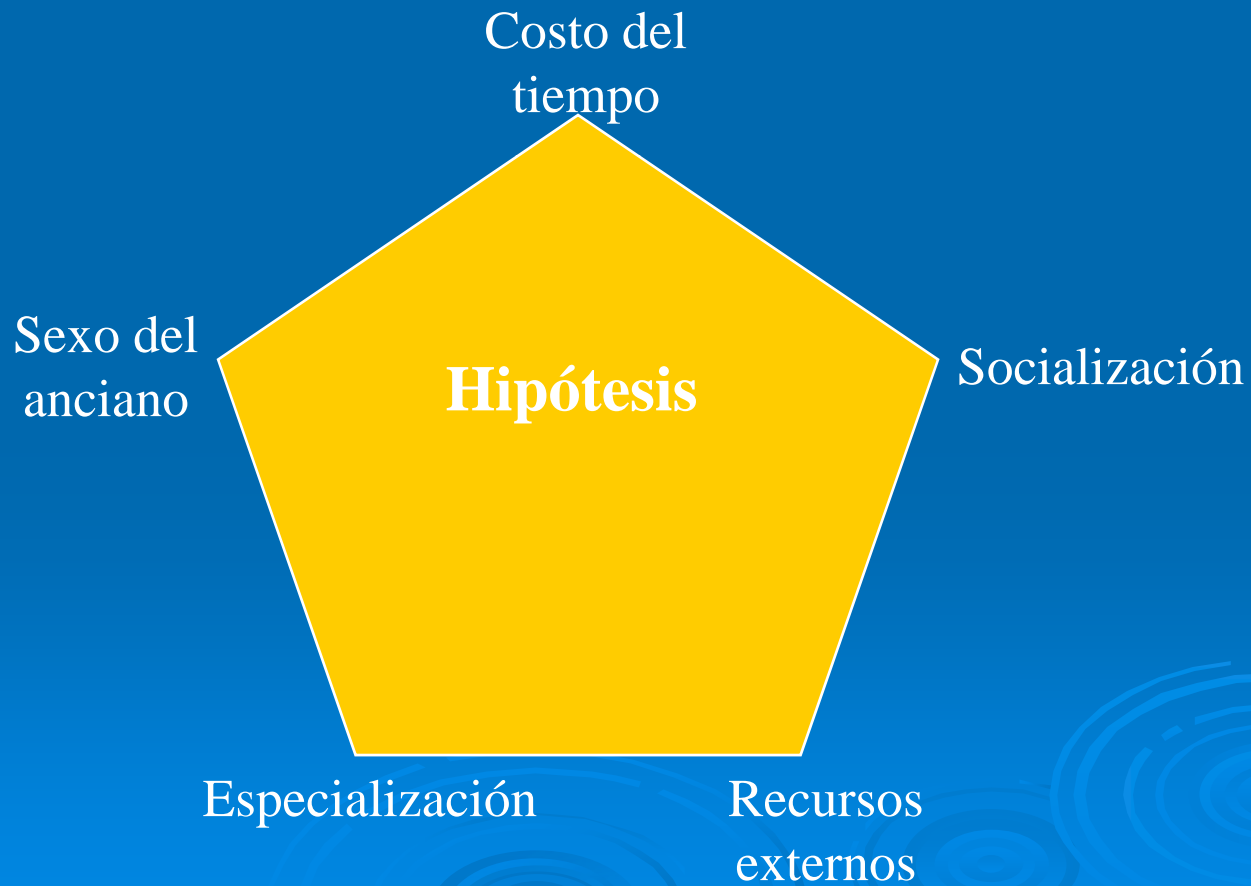 Costo del
tiempo
Sexo del
anciano
Hipótesis
Socialización
Especialización
Recursos
externos